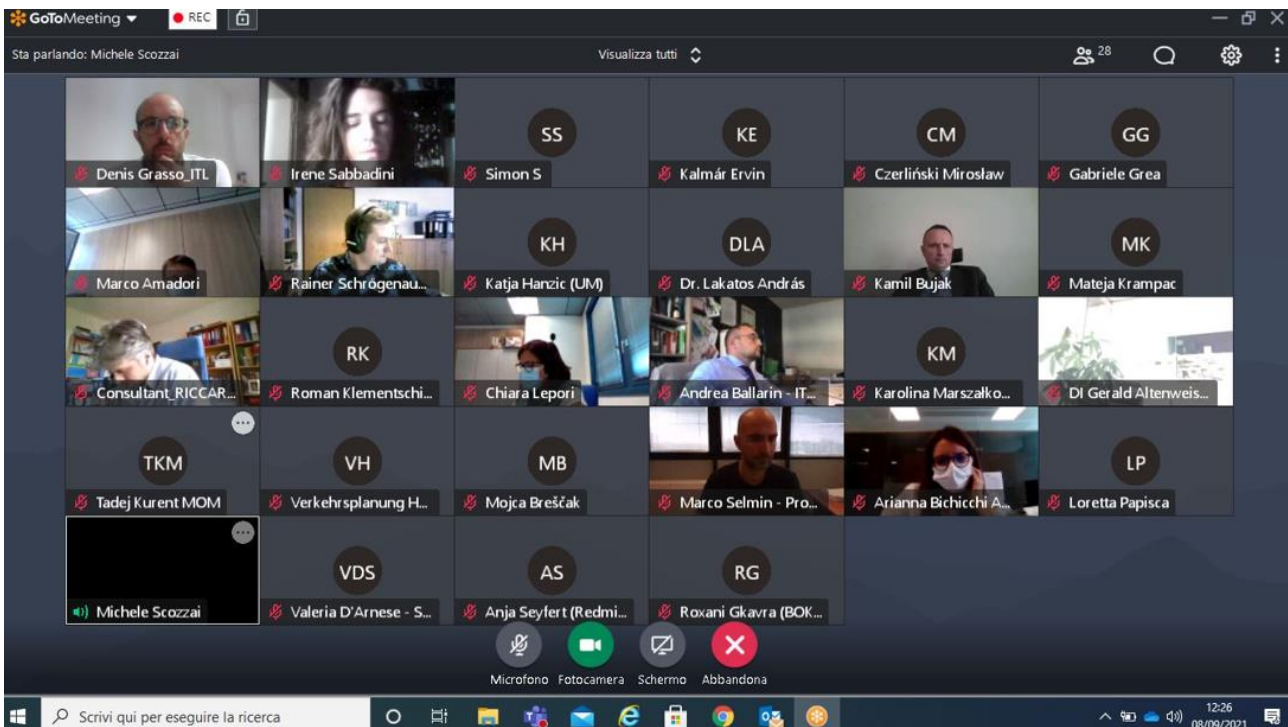 GoToMeeting
REC
Sta parlando: Michele Scozzai
Visualizza tutti
28
Denis Grasso_ITL
Irene Sabbadini
SS
Simon S
KE
Kalmár Ervin
CM
Czerliński Mirosław
GG
Gabriele Grea
Marco Amadori
Rainer Schrögenau...
KH
Katja Hanzic (UM)
DLA
Dr. Lakatos András
Kamil Bujak
MK
Mateja Krampac
Consultant_RICCAR...
RK
Roman Klementschi...
Chiara Lepori
Andrea Ballarin - IT...
KM
Karolina Marszałko...
DI Gerald Altenweis...
TKM
Tadej Kurent MOM
VH
Verkehrsplanung H...
MB
Mojca Breščak
Marco Selmin - Pro...
Arianna Bichicchi A...
LP
Loretta Papisca
Michele Scozzai
VDS
Valeria D'Arnese - S...
AS
Anja Seyfert (Redmi...
RG
Roxani Gkavra (BOK...
Microfono
Fotocamera
Schermo
Abbandona
Scrivi qui per eseguire la ricerca
12:26
08/09/2021